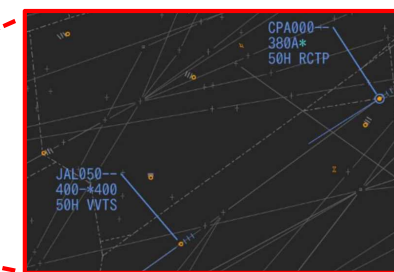 CPA000--
380A*
50H RCTP
JAL050--
400-*400
50H VVTS